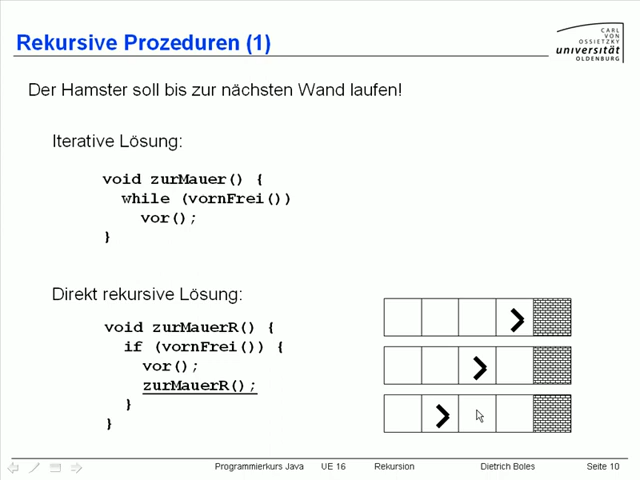 Rekursive Prozeduren (1)
CARL
VON
OSSIETZKY
universität
OLDENBURG
Der Hamster soll bis zur nächsten Wand laufen!
Iterative Lösung:
void zurMauer() {
while (vornFrei())
vor();
}
Direkt rekursive Lösung:
void zurMauerR() {
if (vornFrei()) {
vor();
zurMauerR();
}
}
Programmierkurs Java UE 16 Rekursion Dietrich Boles Seite 10